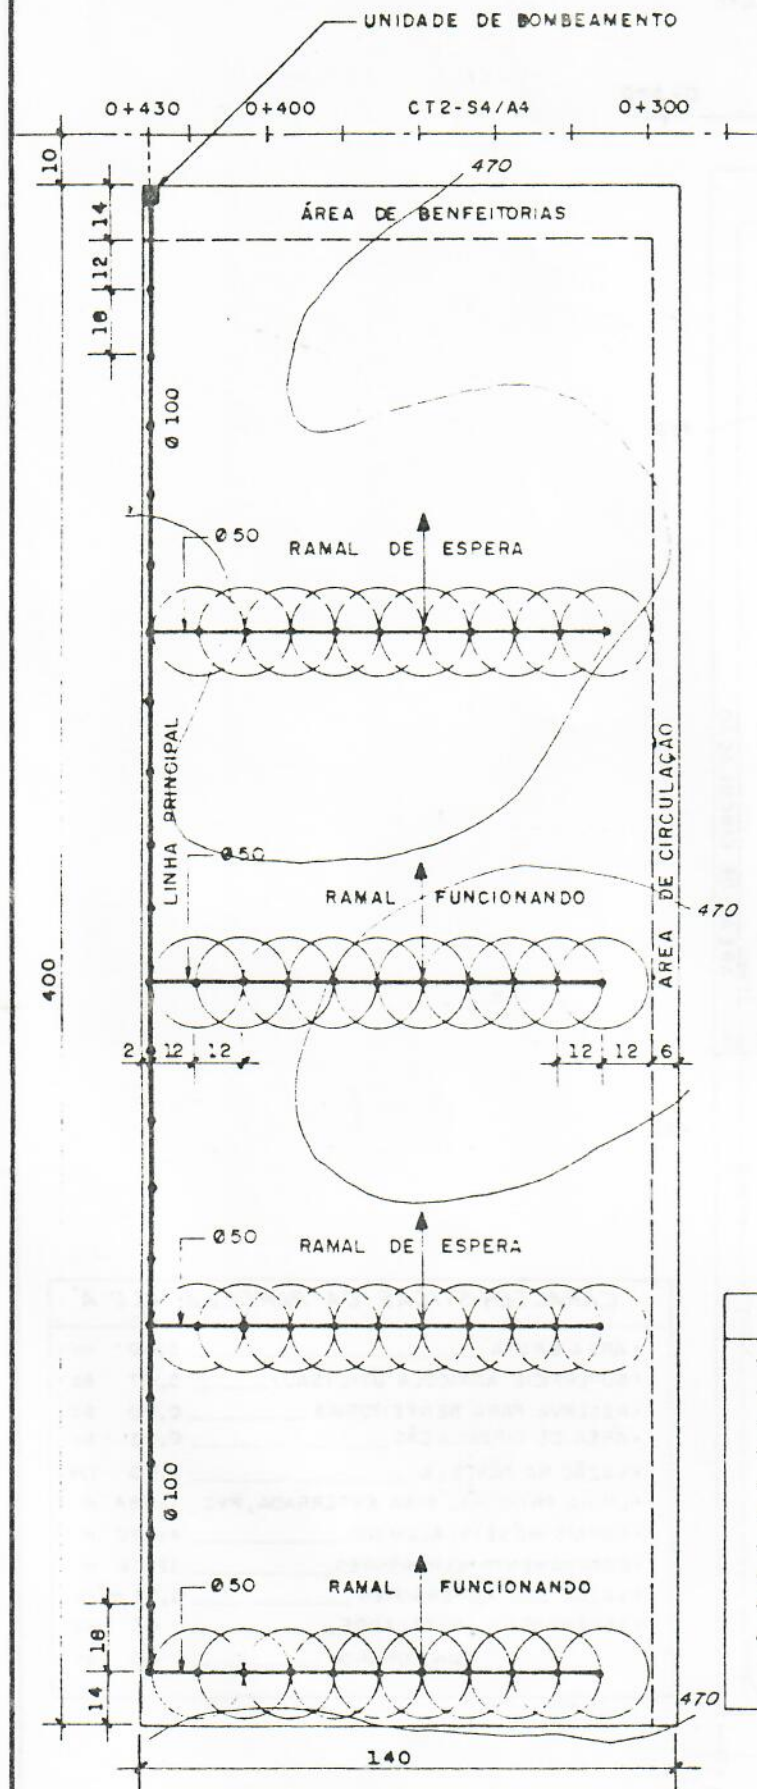 UNIDADE DE BOMBEAMENTO
0+430 0+400 CT2-S4/A4 0+300
10
470
14
ÁREA DE BENFEITORIAS
12
18
Ø 100
Ø 50
RAMAL DE ESPERA
LINHA PRINCIPAL
ÁREA DE CIRCULAÇÃO
Ø 50
RAMAL FUNCIONANDO
470
400
2 12 12 12 12 6
Ø 50
RAMAL DE ESPERA
Ø 100
Ø 50
RAMAL FUNCIONANDO
18
14
470
140